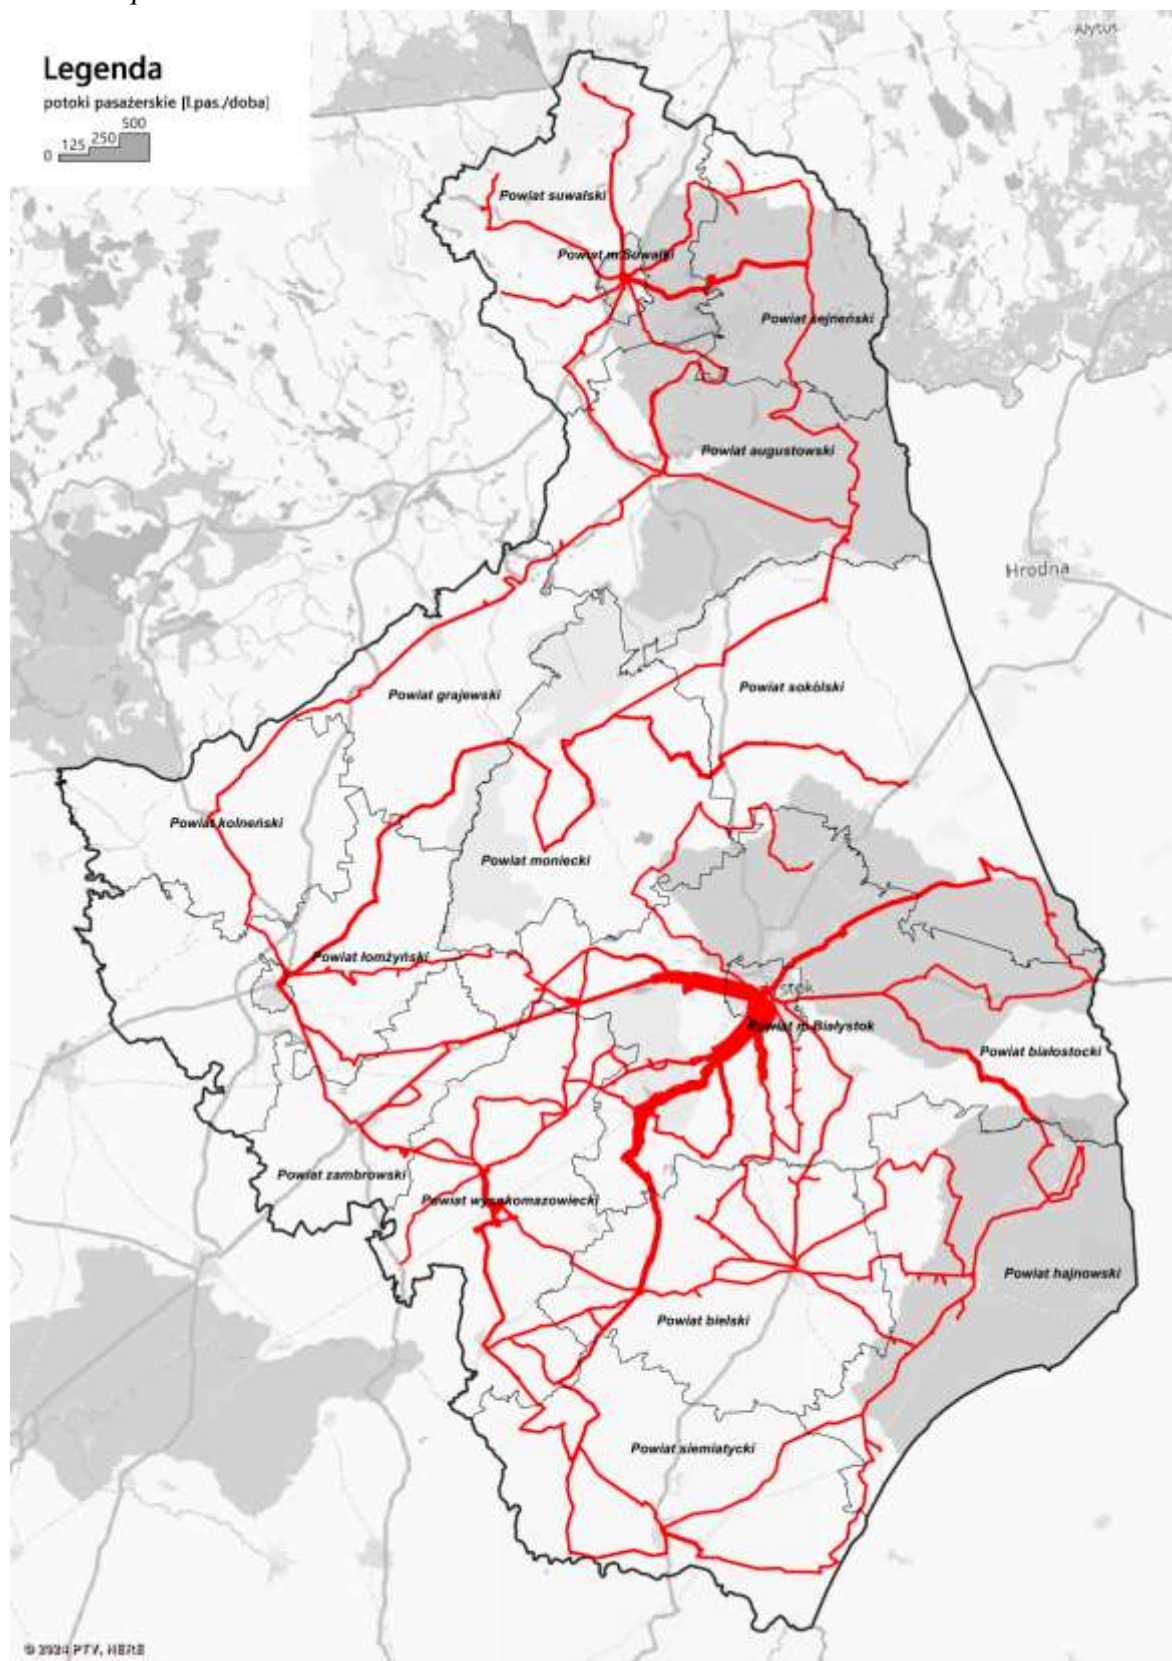 Alytus
Legenda
potoki pasażerskie [l.pas./doba]
500
250
125
0
Powiat suwalski
Powiat m.Suwałki
Powiat sejneński
Powiat augustowski
Hrodna
Powiat grajewski
Powiat sokólski
Powiat kolneński
Powiat moniecki
Powiat łomżyński
stok
Powiat m.Białystok
Powiat białostocki
Powiat zambrowski
Powiat wysokomazowiecki
Powiat hajnowski
Powiat bielski
Powiat siemiatycki
© 2024 PTV, HERE